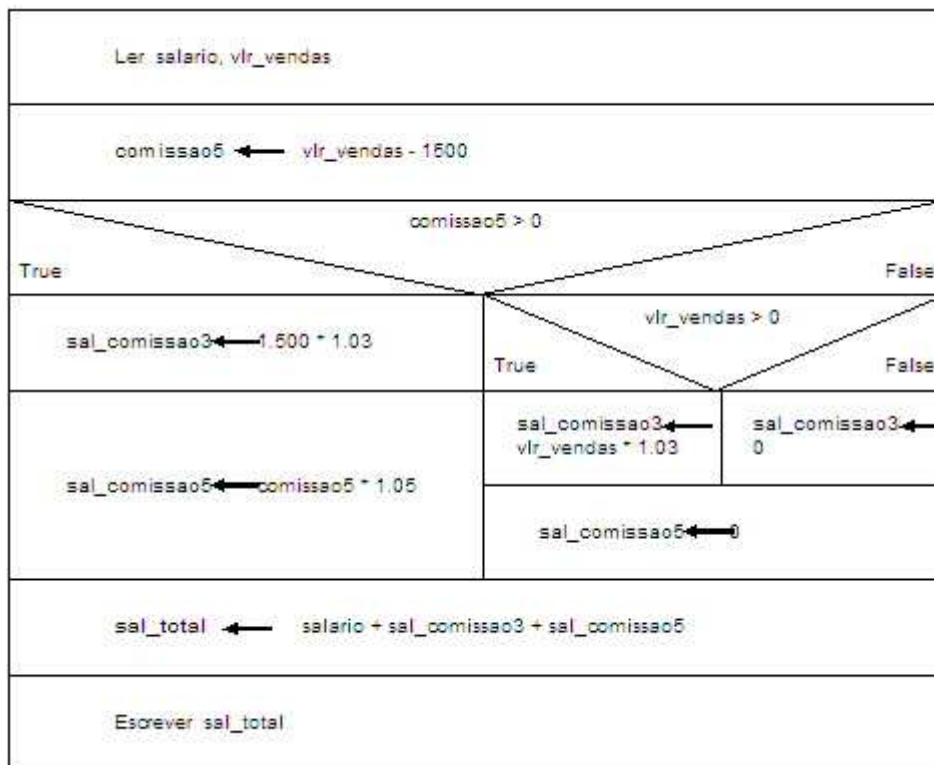 Ler salario, vlr_vendas
comissao5 ← vlr_vendas - 1500
comissao5 > 0
True
False
sal_comissao3 ← 1.500 * 1.03
vlr_vendas > 0
True
False
sal_comissao3 ←
vlr_vendas * 1.03
sal_comissao3 ←
0
sal_comissao5 ← comissao5 * 1.05
sal_comissao5 ← 0
sal_total ← salario + sal_comissao3 + sal_comissao5
Escrever sal_total